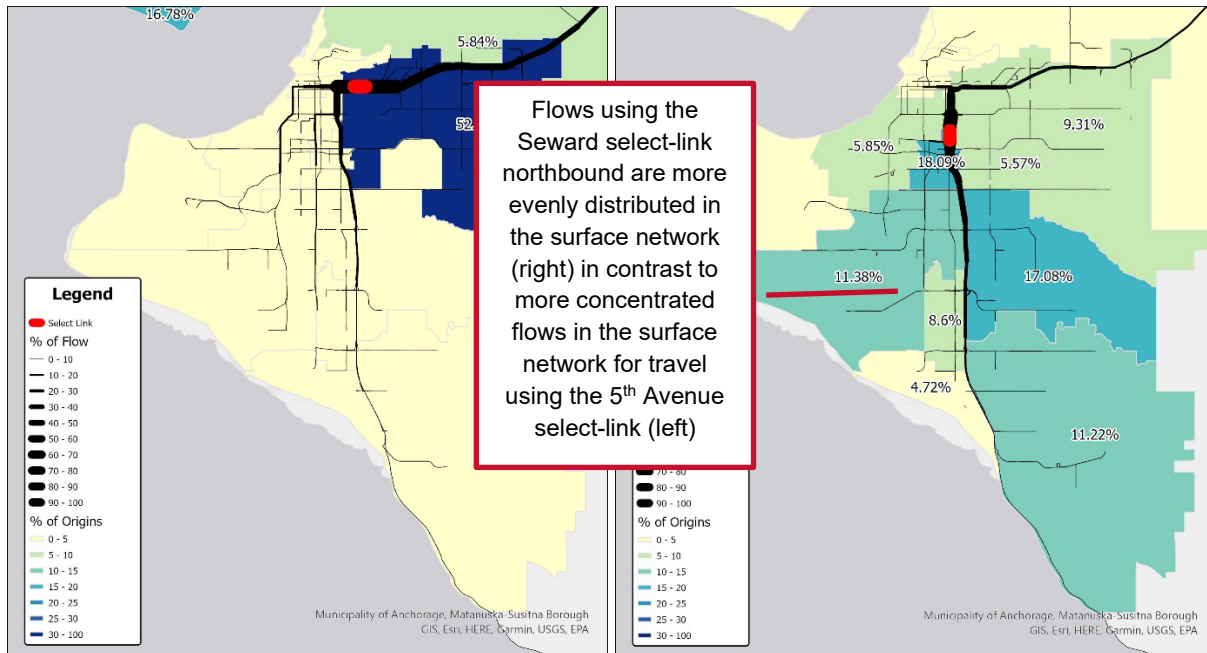 16.78%
5.84%
52.
Legend
Select Link
% of Flow
0 - 10
10 - 20
20 - 30
30 - 40
40 - 50
50 - 60
60 - 70
70 - 80
80 - 90
90 - 100
% of Origins
0 - 5
5 - 10
10 - 15
15 - 20
20 - 25
25 - 30
30 - 100
Municipality of Anchorage, Matanuska-Susitna Borough
GIS, Esri, HERE, Garmin, USGS, EPA
Flows using the
Seward select-link
northbound are more
evenly distributed in
the surface network
(right) in contrast to
more concentrated
flows in the surface
network for travel
using the 5th Avenue
select-link (left)
9.31%
5.85%
18.09%
5.57%
11.38%
17.08%
8.6%
4.72%
11.22%
70 - 80
80 - 90
90 - 100
% of Origins
0 - 5
5 - 10
10 - 15
15 - 20
20 - 25
25 - 30
30 - 100
Municipality of Anchorage, Matanuska-Susitna Borough
GIS, Esri, HERE, Garmin, USGS, EPA